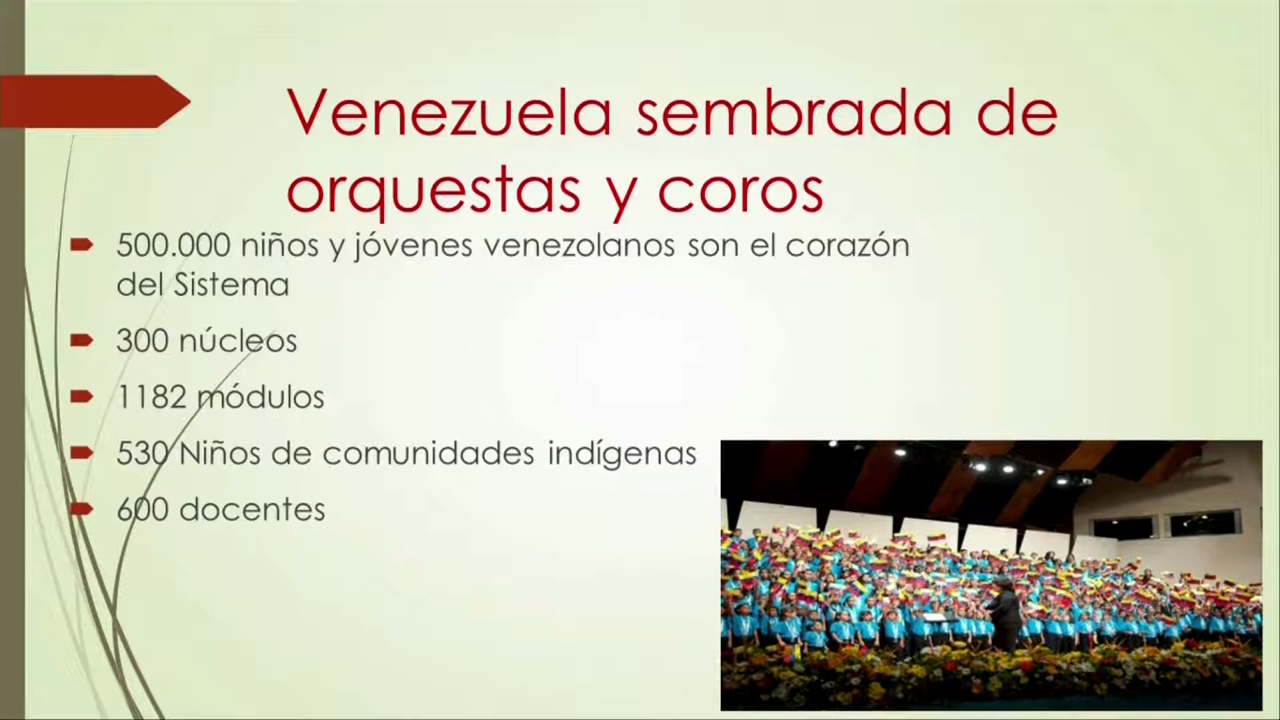 Venezuela sembrada de
orquestas y coros
500.000 niños y jóvenes venezolanos son el corazón
del Sistema
300 núcleos
1182 módulos
530 Niños de comunidades indígenas
600 docentes